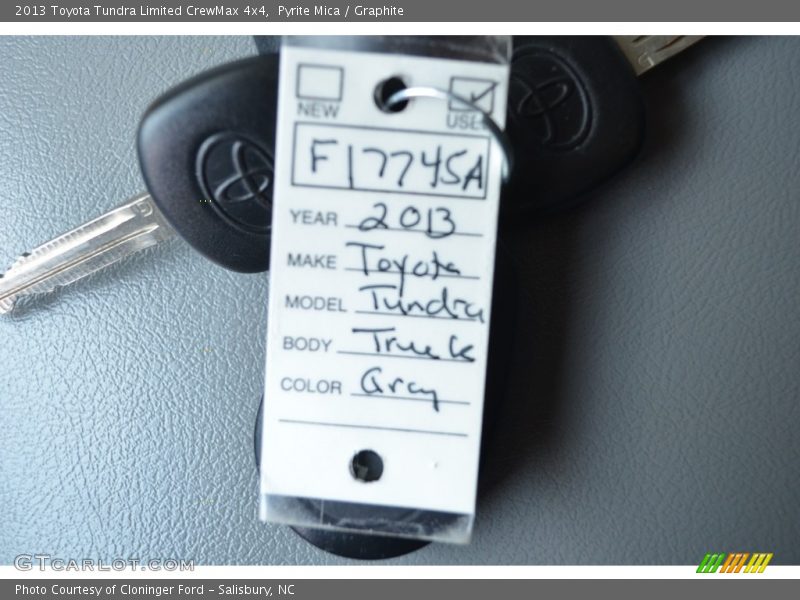 2013 Toyota Tundra Limited CrewMax 4x4, Pyrite Mica / Graphite
NEW USED
F17745A
YEAR 2013
MAKE Toyota
MODEL Tundra
BODY Truck
COLOR Gray
GTCARLOT.COM
Photo Courtesy of Cloninger Ford - Salisbury, NC